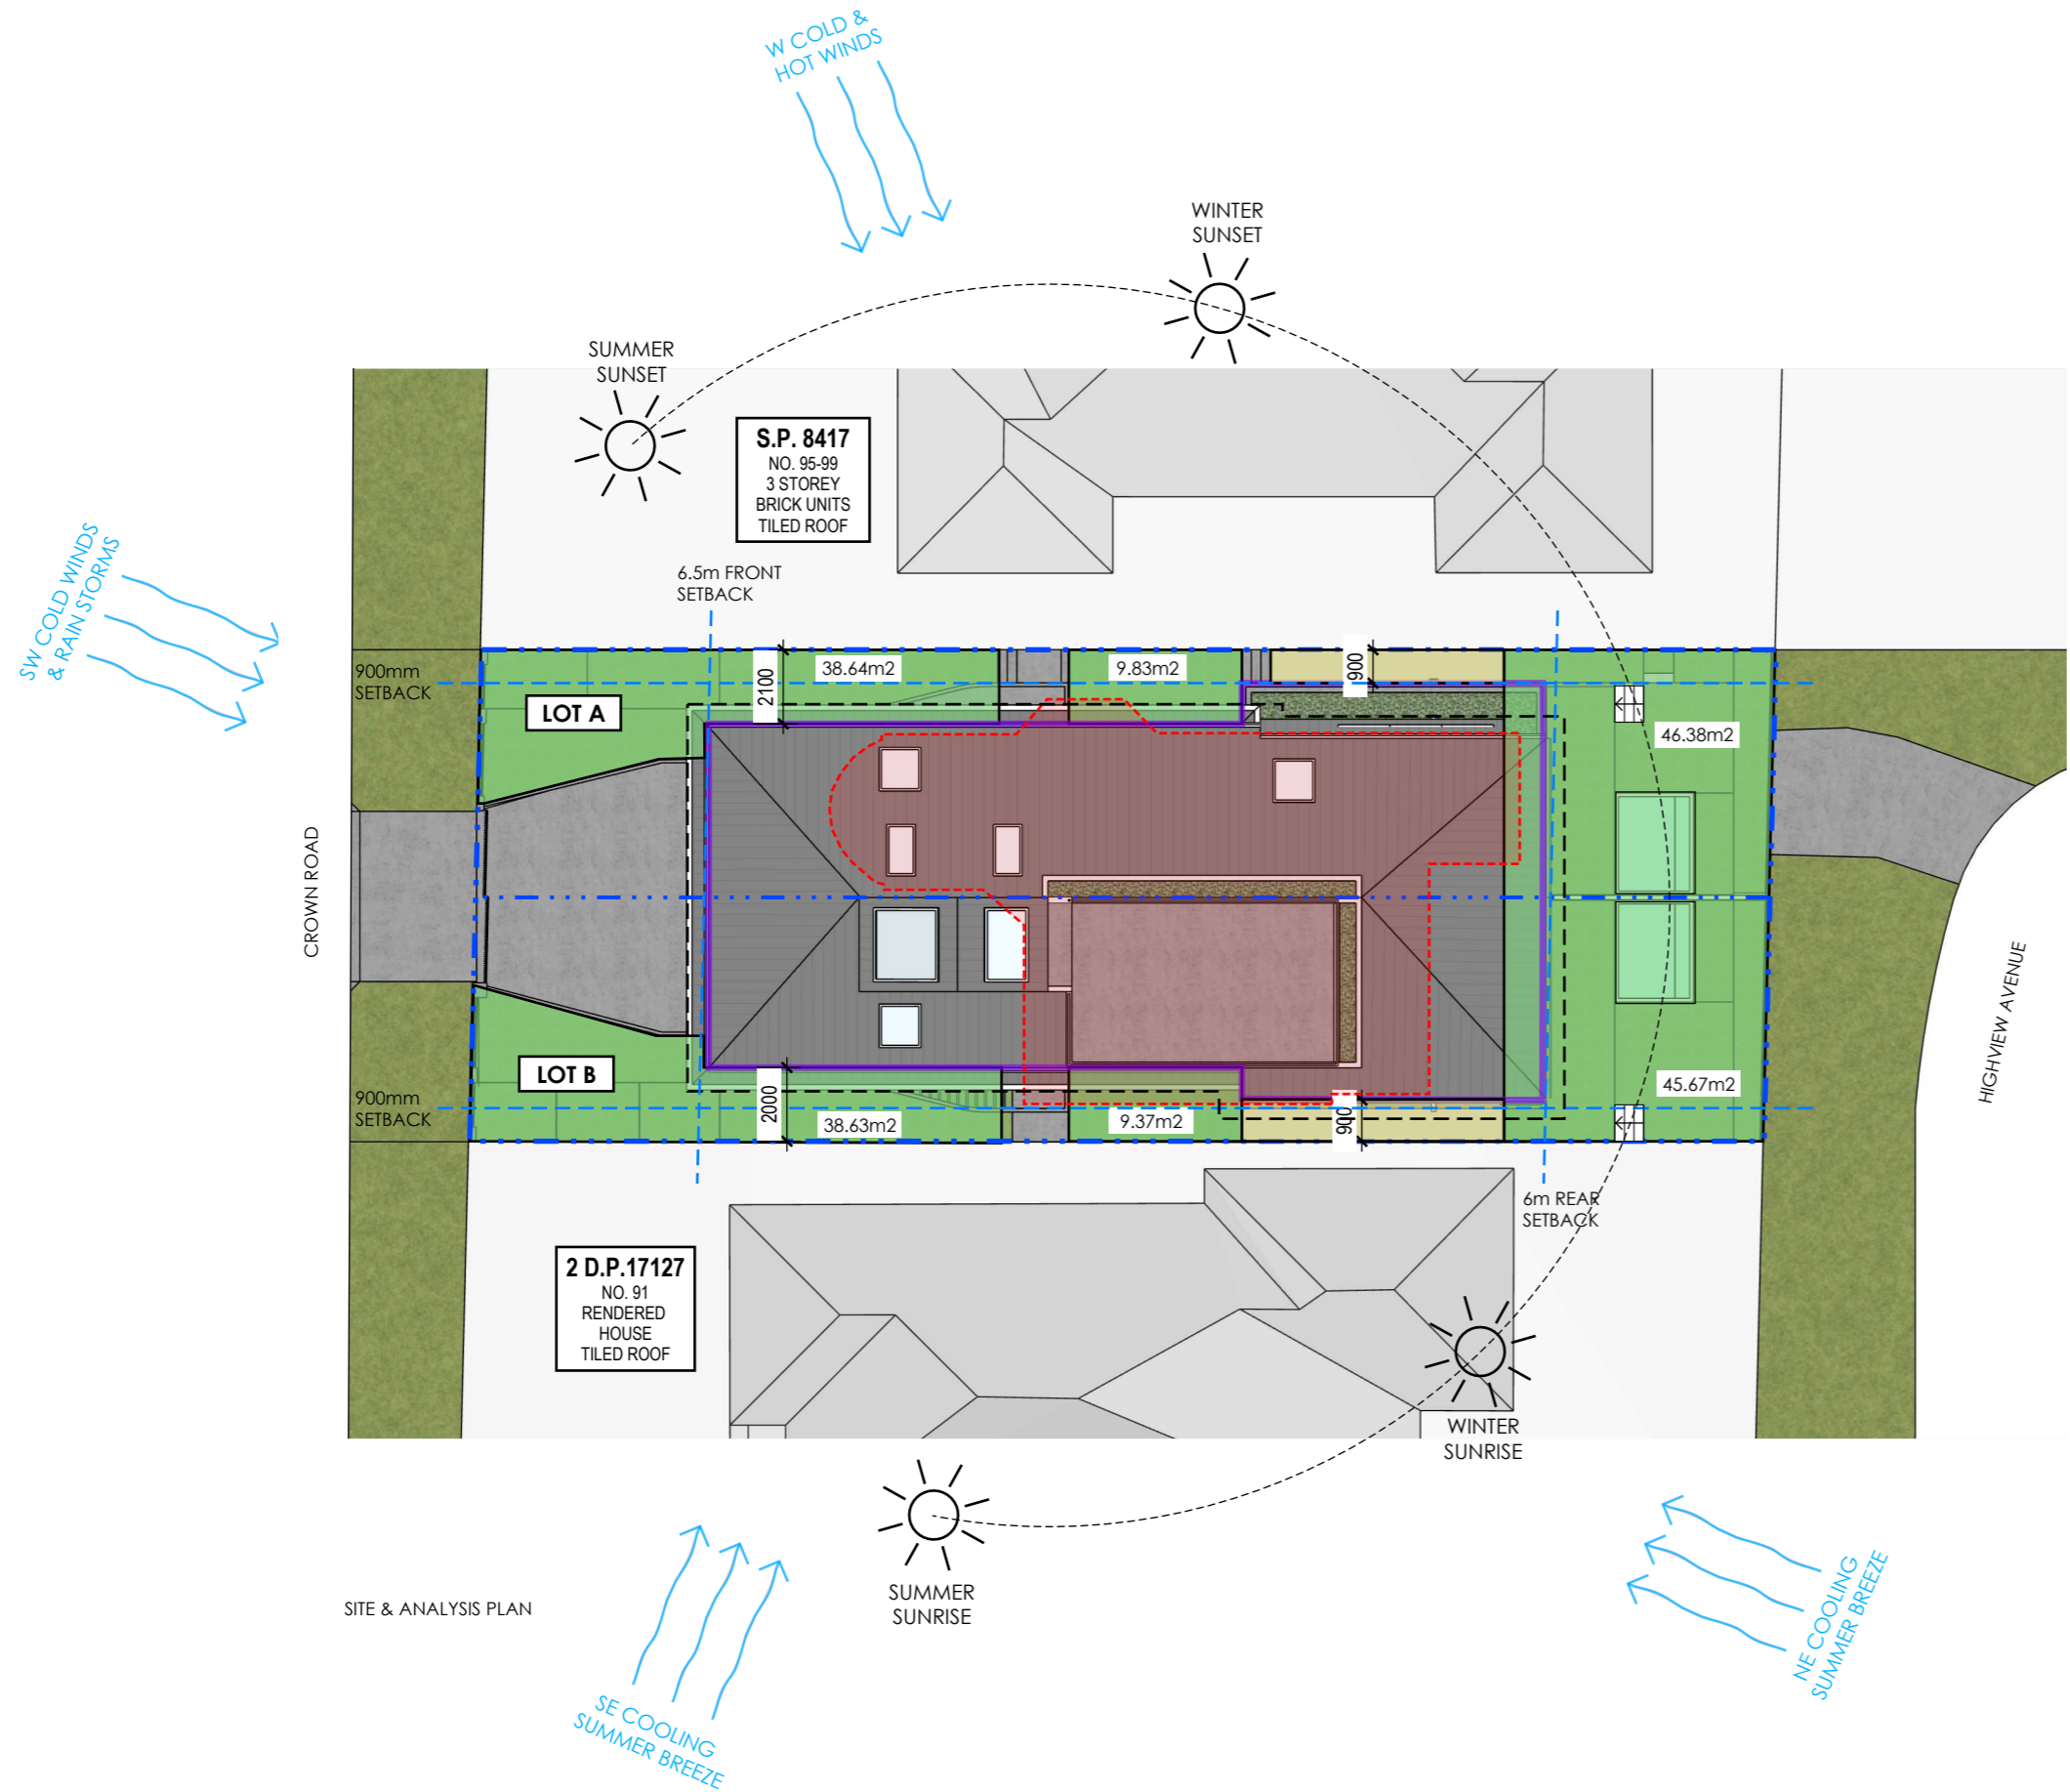 W COLD &
HOT WINDS
WINTER
SUNSET
SUMMER
SUNSET
S.P. 8417
NO. 95-99
3 STOREY
BRICK UNITS
TILED ROOF
SW COLD WINDS
& RAIN STORMS
6.5m FRONT
SETBACK
900mm
SETBACK
LOT A
2100
38.64m2
9.83m2
900
46.38m2
CROWN ROAD
HIGHVIEW AVENUE
LOT B
900mm
SETBACK
2000
38.63m2
9.37m2
900
45.67m2
6m REAR
SETBACK
2 D.P.17127
NO. 91
RENDERED
HOUSE
TILED ROOF
WINTER
SUNRISE
SUMMER
SUNRISE
SITE & ANALYSIS PLAN
SE COOLING
SUMMER BREEZE
NE COOLING
SUMMER BREEZE